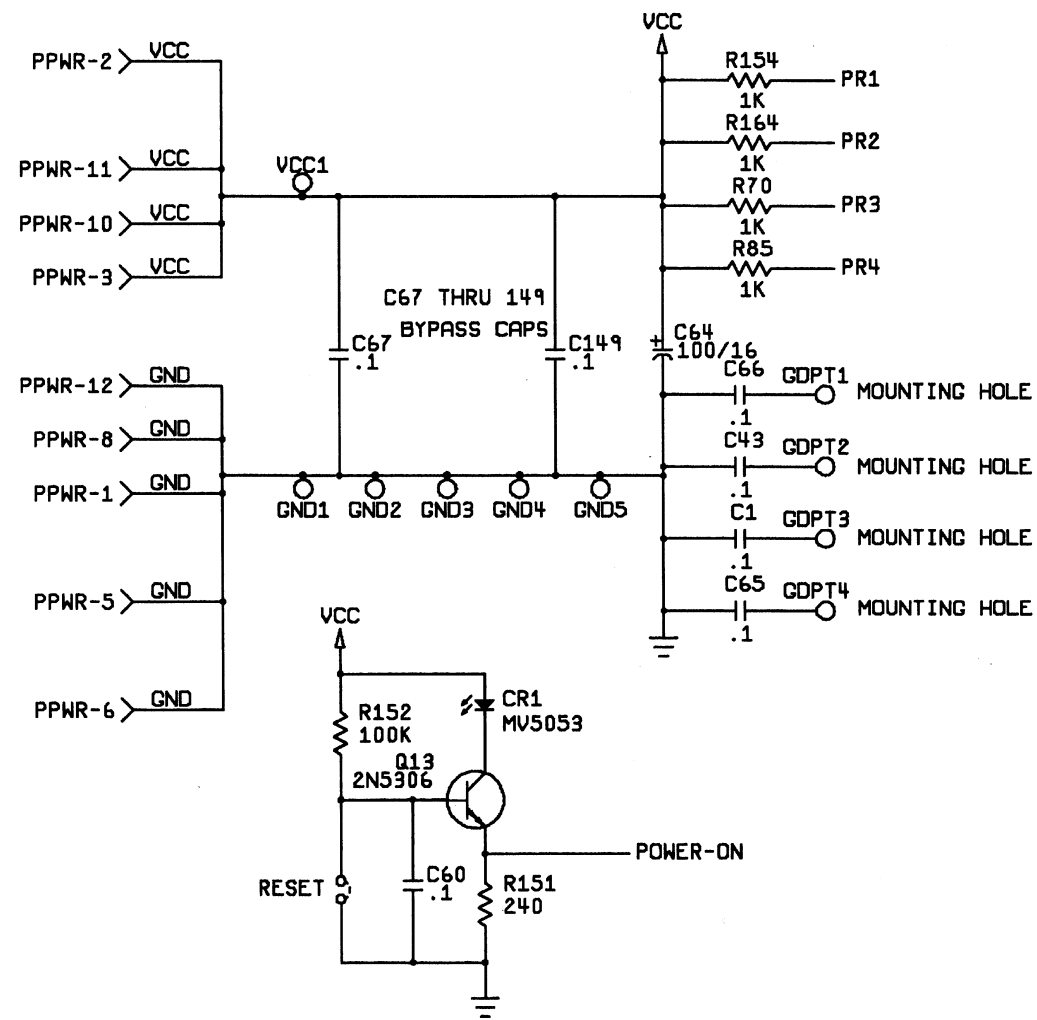 VCC
PPWR-2 VCC
R154
PR1
1K
R164
PR2
1K
PPWR-11 VCC
VCC1
R70
PR3
1K
PPWR-10 VCC
R85
PR4
1K
PPWR-3 VCC
C67 THRU 149
BYPASS CAPS
C67
.1
C149
.1
+ C64
100/16
PPWR-12 GND
C66
.1
GDPT1 MOUNTING HOLE
PPWR-8 GND
C43
.1
GDPT2 MOUNTING HOLE
PPWR-1 GND
GND1 GND2 GND3 GND4 GND5
C1
.1
GDPT3 MOUNTING HOLE
PPWR-5 GND
C65
.1
GDPT4 MOUNTING HOLE
PPWR-6 GND
VCC
R152
100K
CR1
MV5053
Q13
2N5306
POWER-ON
RESET
C60
.1
R151
240